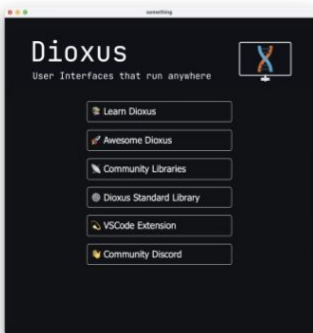 something
Dioxus
User Interfaces that run anywhere
📚 Learn Dioxus
🚀 Awesome Dioxus
📡 Community Libraries
⚙️ Dioxus Standard Library
💫 VSCode Extension
👋 Community Discord